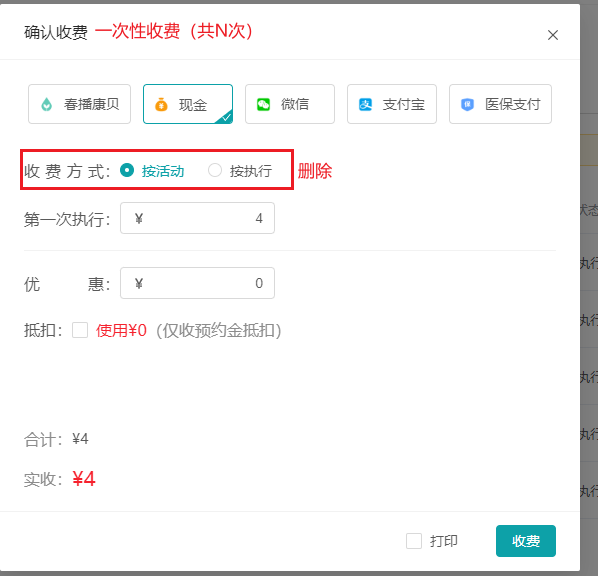 确认收费 一次性收费（共N次）
春播康贝 现金 微信 支付宝 医保支付
收费方式： 按活动 按执行 删除
第一次执行： ¥ 4
状态
执行
优惠： ¥ 0
执行
抵扣： 使用¥0（仅收预约金抵扣）
执行
执行
合计：¥4
实收：¥4
执行
打印 收费